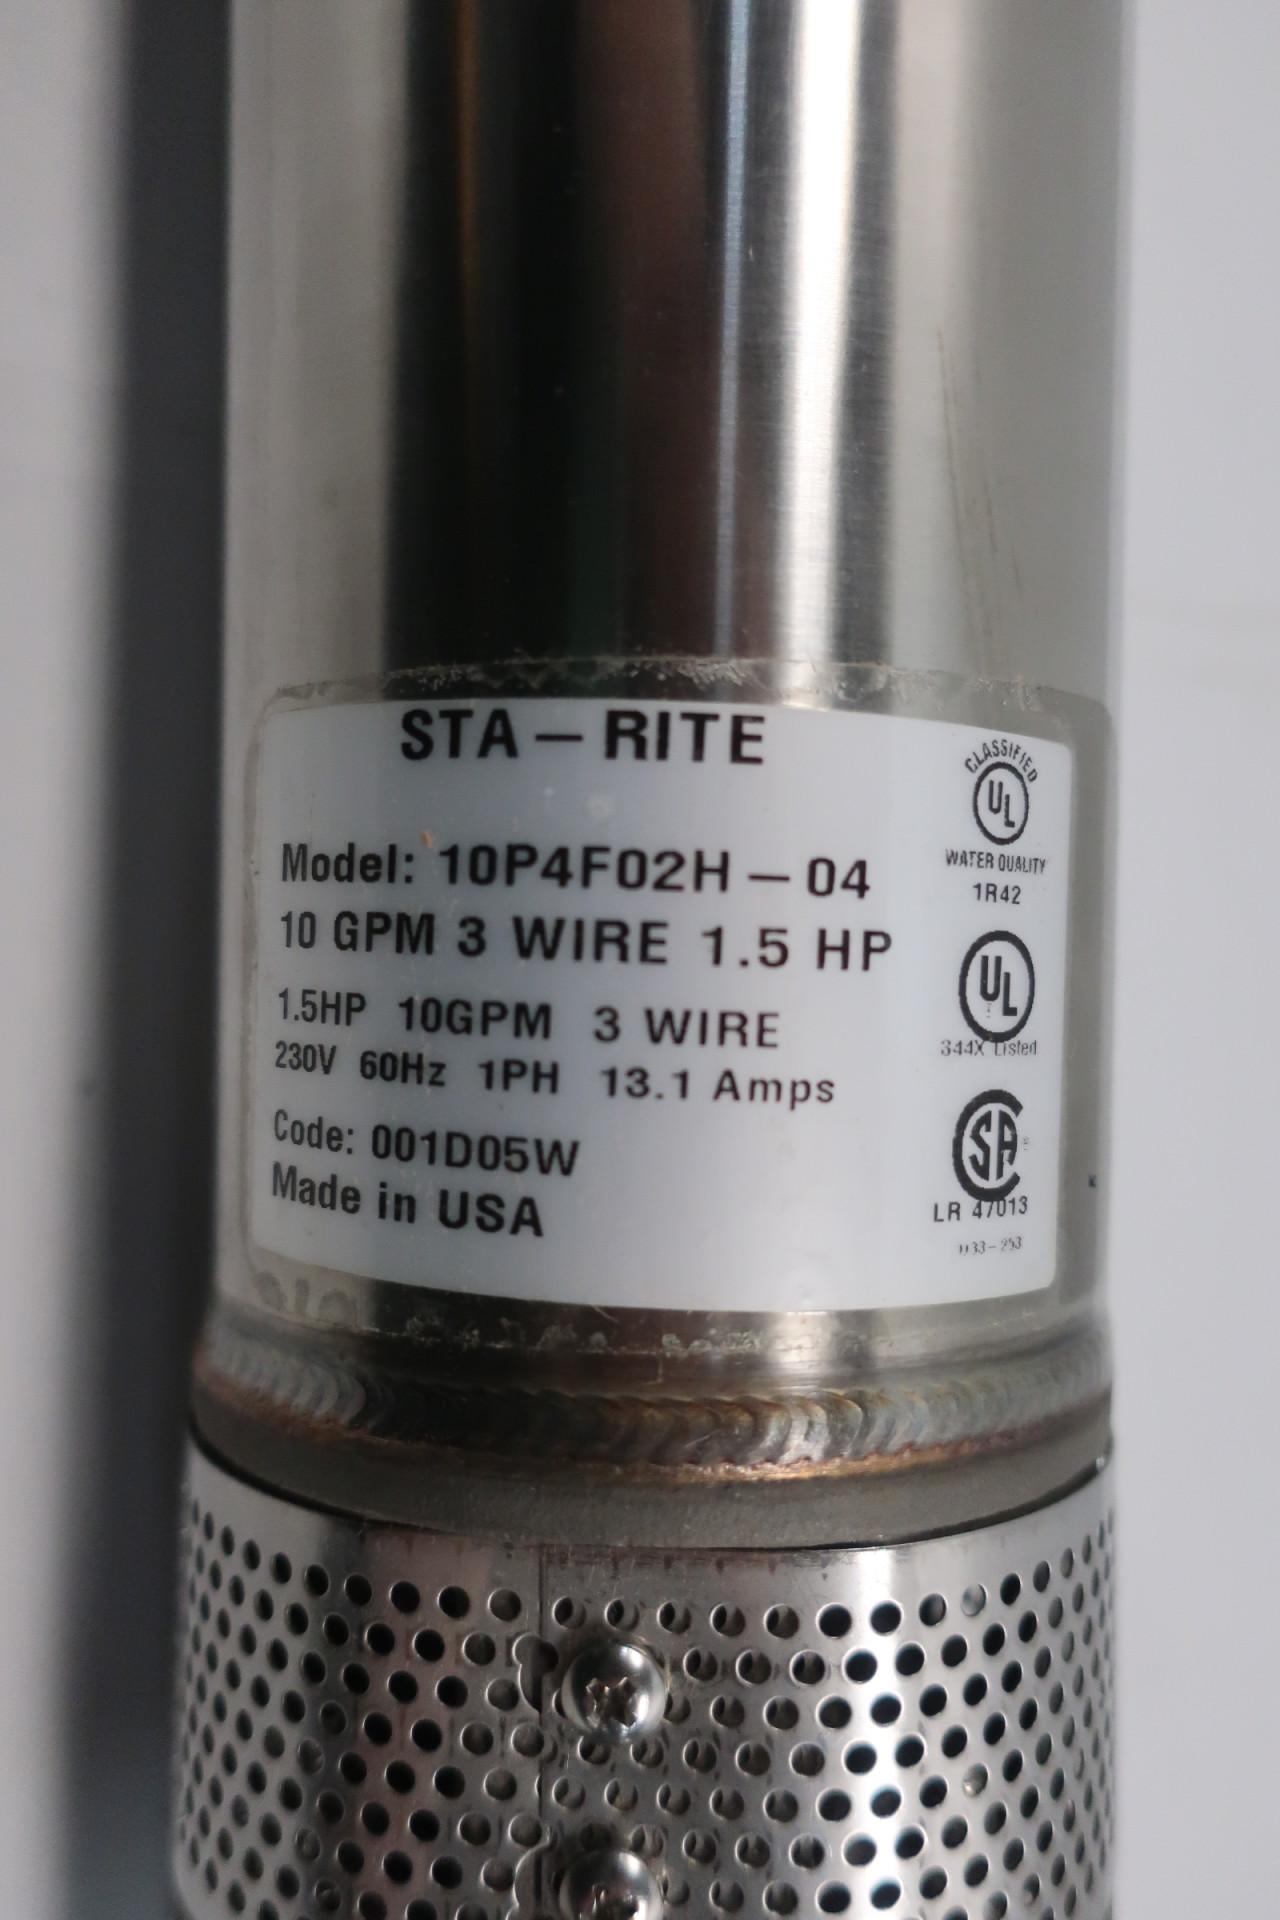 STA-RITE
Model: 10P4F02H-04
10 GPM 3 WIRE 1.5 HP
1.5HP 10GPM 3 WIRE
230V 60Hz 1PH 13.1 Amps
Code: 001D05W
Made in USA
CLASSIFIED
UL
WATER QUALITY
1R42
UL
344X Listed
SA
LR 47013